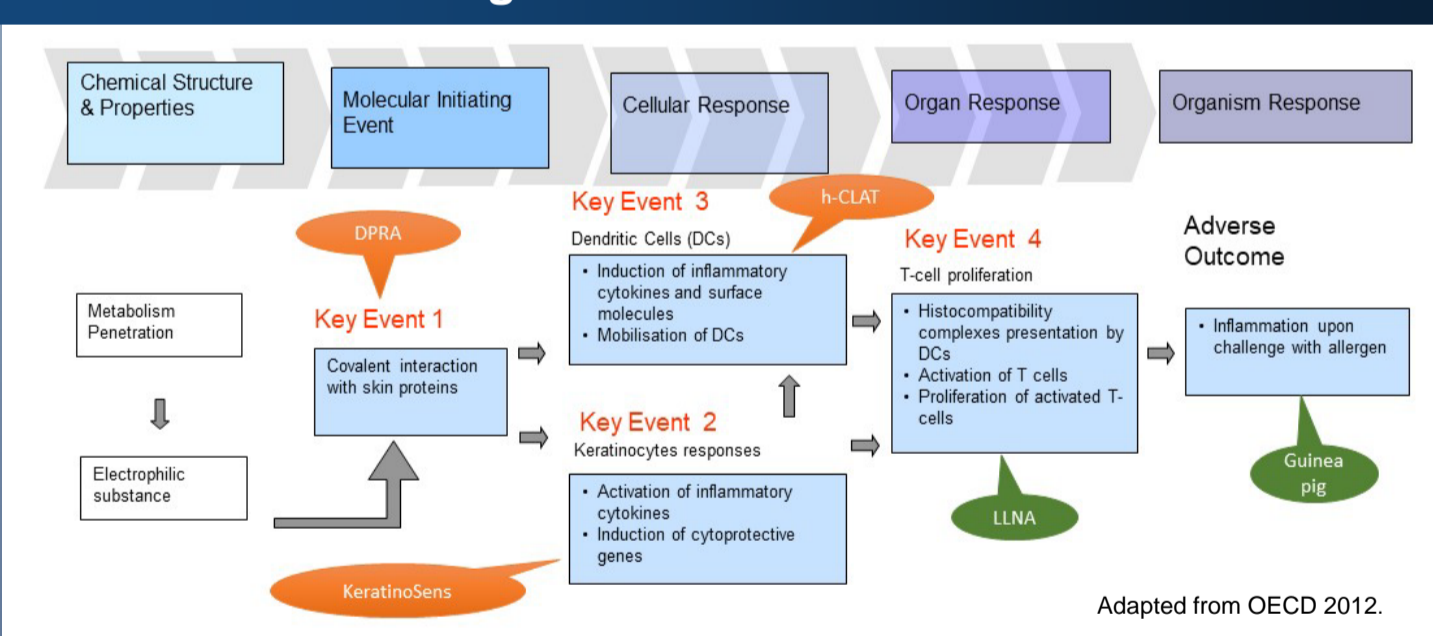 Chemical Structure
& Properties
Molecular Initiating
Event
Cellular Response
Organ Response
Organism Response
DPRA
Key Event 1
Covalent interaction
with skin proteins
Metabolism
Penetration
Electrophilic
substance
h-CLAT
Key Event 3
Dendritic Cells (DCs)
• Induction of inflammatory
cytokines and surface
molecules
• Mobilisation of DCs
Key Event 2
Keratinocytes responses
• Activation of inflammatory
cytokines
• Induction of cytoprotective
genes
KeratinoSens
Key Event 4
T-cell proliferation
• Histocompatibility
complexes presentation by
DCs
• Activation of T cells
• Proliferation of activated T-
cells
LLNA
Adverse
Outcome
• Inflammation upon
challenge with allergen
Guinea
pig
Adapted from OECD 2012.